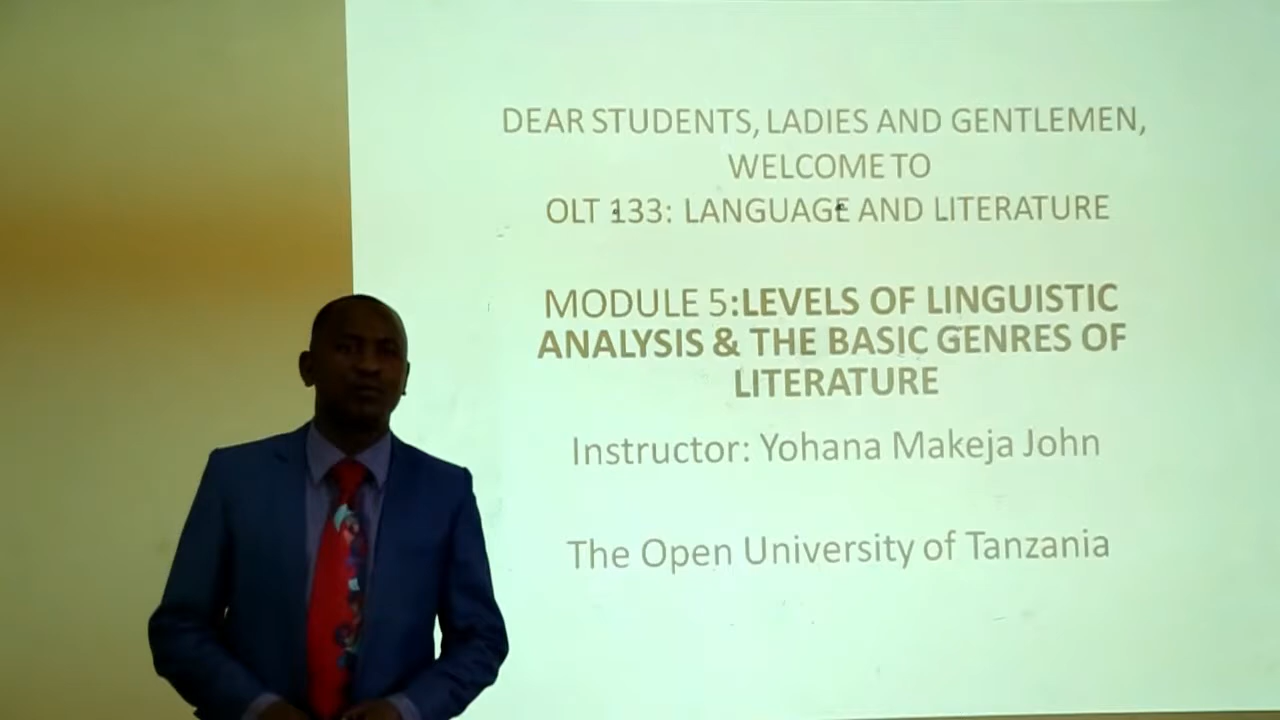 DEAR STUDENTS, LADIES AND GENTLEMEN,
WELCOME TO
OLT 133: LANGUAGE AND LITERATURE
MODULE 5:LEVELS OF LINGUISTIC
ANALYSIS & THE BASIC GENRES OF
LITERATURE
Instructor: Yohana Makeja John
The Open University of Tanzania